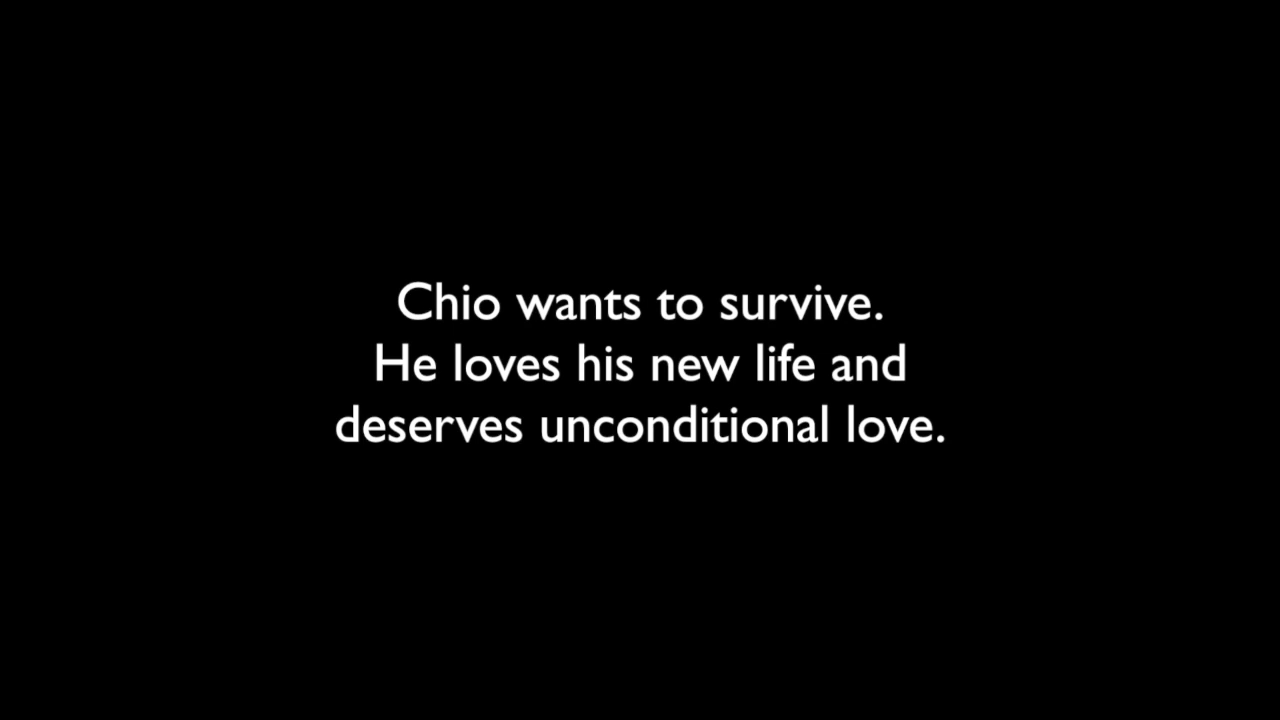 Chio wants to survive.
He loves his new life and
deserves unconditional love.